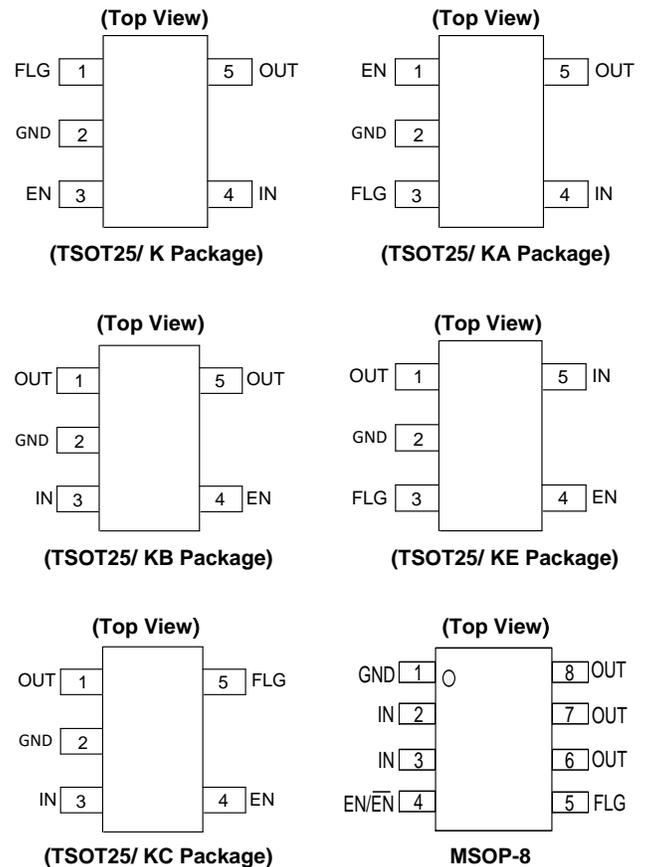 (Top View)
FLG 1 5 OUT
GND 2
EN 3 4 IN
(TSOT25/ K Package)
(Top View)
EN 1 5 OUT
GND 2
FLG 3 4 IN
(TSOT25/ KA Package)
(Top View)
OUT 1 5 OUT
GND 2
IN 3 4 EN
(TSOT25/ KB Package)
(Top View)
OUT 1 5 IN
GND 2
FLG 3 4 EN
(TSOT25/ KE Package)
(Top View)
OUT 1 5 FLG
GND 2
IN 3 4 EN
(TSOT25/ KC Package)
(Top View)
GND 1 8 OUT
IN 2 7 OUT
IN 3 6 OUT
EN/E̅N̅ 4 5 FLG
MSOP-8